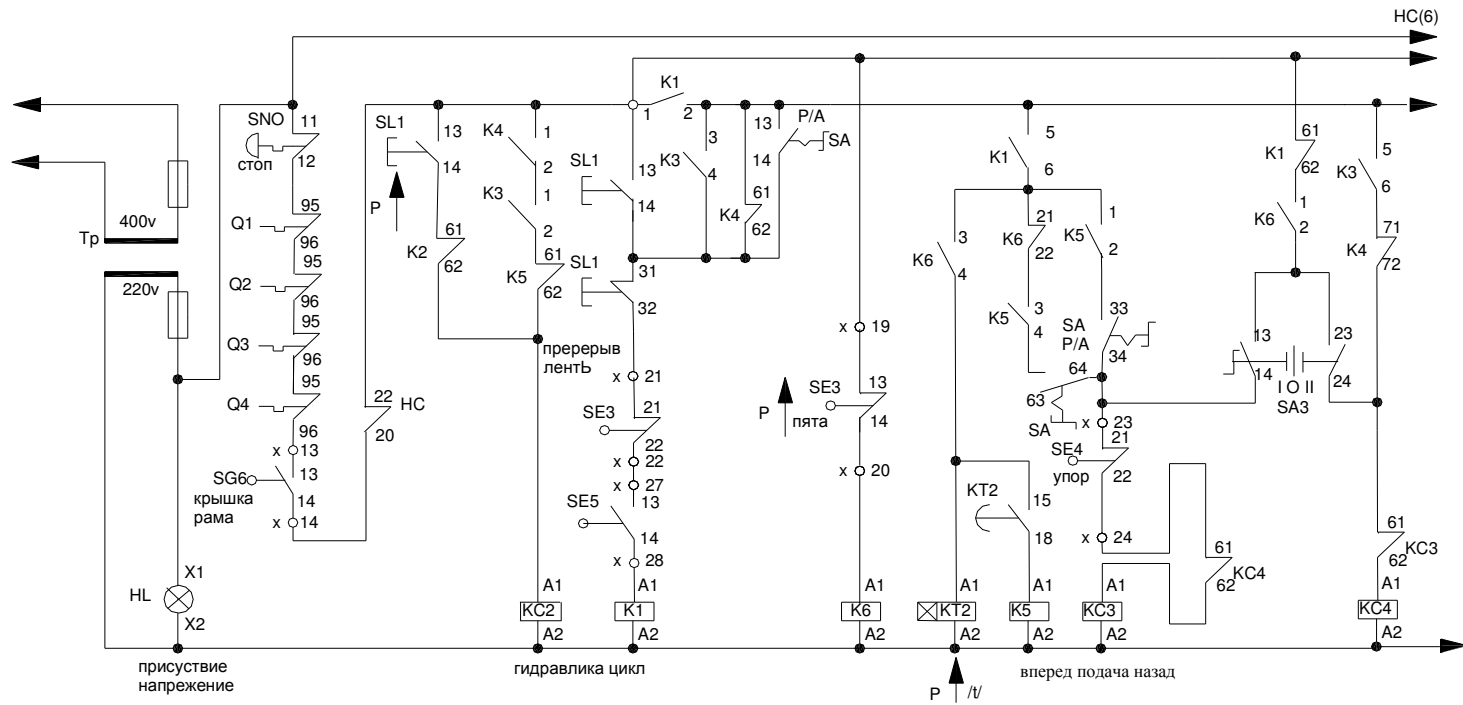 HC(6)
SNO
11
12
стоп
Q1
95
96
Q2
95
96
Q3
95
96
Q4
95
96
x 13
SG6
крышка
рама
13
14
x 14
Тр
400v
220v
HL
X1
X2
присуствие
напрежение
22
HC
20
SL1
13
14
P
K2
61
62
K4
1
2
K3
1
2
K5
61
62
KC2
A1
A2
гидравлика цикл
K1
1
2
SL1
13
14
SL1
31
32
пререрыв
лентЬ
x 21
SE3
21
22
x 22
x 27
SE5
13
14
x 28
A1
K1
A2
K3
3
4
K4
61
62
13
14
P/A
SA
x 19
SE3
13
14
пята
P
x 20
A1
K6
A2
K1
5
6
K6
3
4
K6
21
22
K5
3
4
K5
1
2
SA
P/A
33
34
64
63
SA
x 23
SE4
упор
21
22
x 24
KT2
15
18
A1
KT2
A2
P /t/
A1
K5
A2
A1
KC3
A2
61
62
KC4
вперед подача назад
K1
61
62
K6
1
2
13
14
23
24
I O II
SA3
K3
5
6
K4
71
72
61
62
KC3
A1
KC4
A2